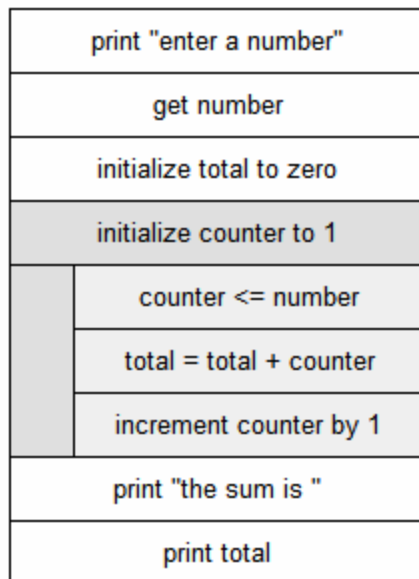 print "enter a number"
get number
initialize total to zero
initialize counter to 1
counter <= number
total = total + counter
increment counter by 1
print "the sum is "
print total